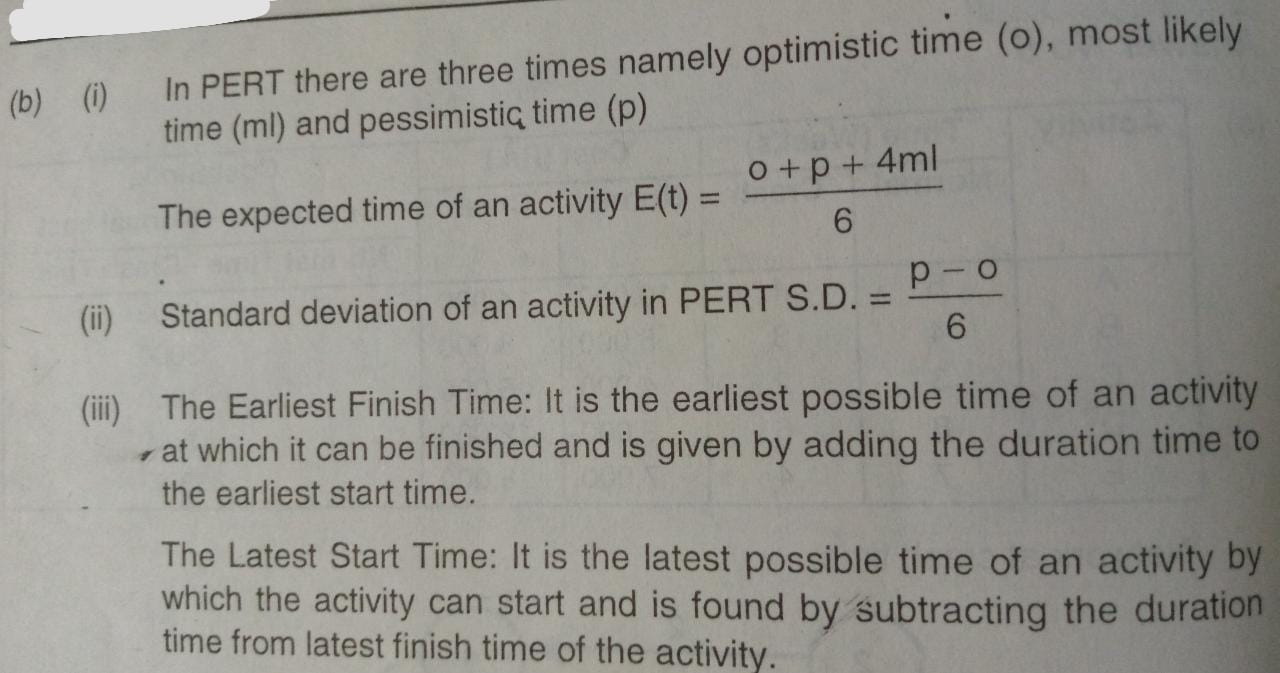 (b) (i) In PERT there are three times namely optimistic time (o), most likely
time (ml) and pessimistic time (p)
The expected time of an activity E(t) = o + p + 4ml
6
(ii) Standard deviation of an activity in PERT S.D. = p – o
6
(iii) The Earliest Finish Time: It is the earliest possible time of an activity
at which it can be finished and is given by adding the duration time to
the earliest start time.
The Latest Start Time: It is the latest possible time of an activity by
which the activity can start and is found by subtracting the duration
time from latest finish time of the activity.